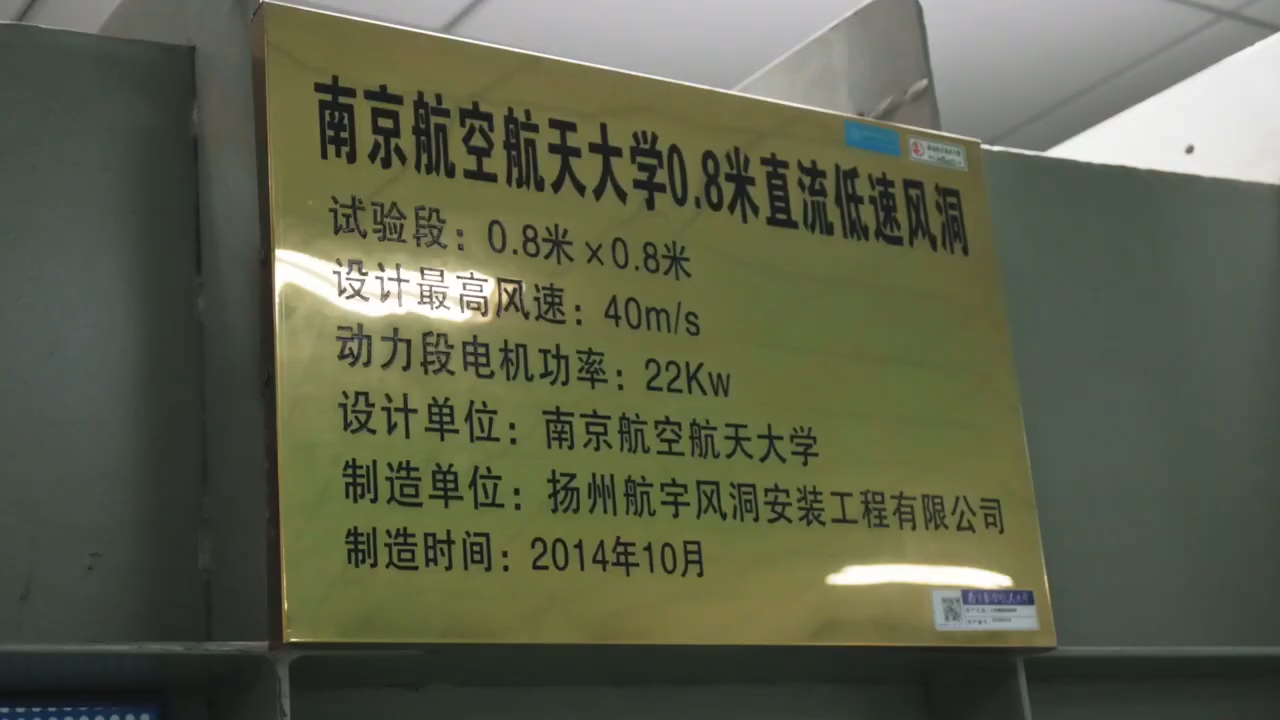 南京航空航天大学0.8米直流低速风洞
试验段：0.8米×0.8米
设计最高风速：40m/s
动力段电机功率：22Kw
设计单位：南京航空航天大学
制造单位：扬州航宇风洞安装工程有限公司
制造时间：2014年10月